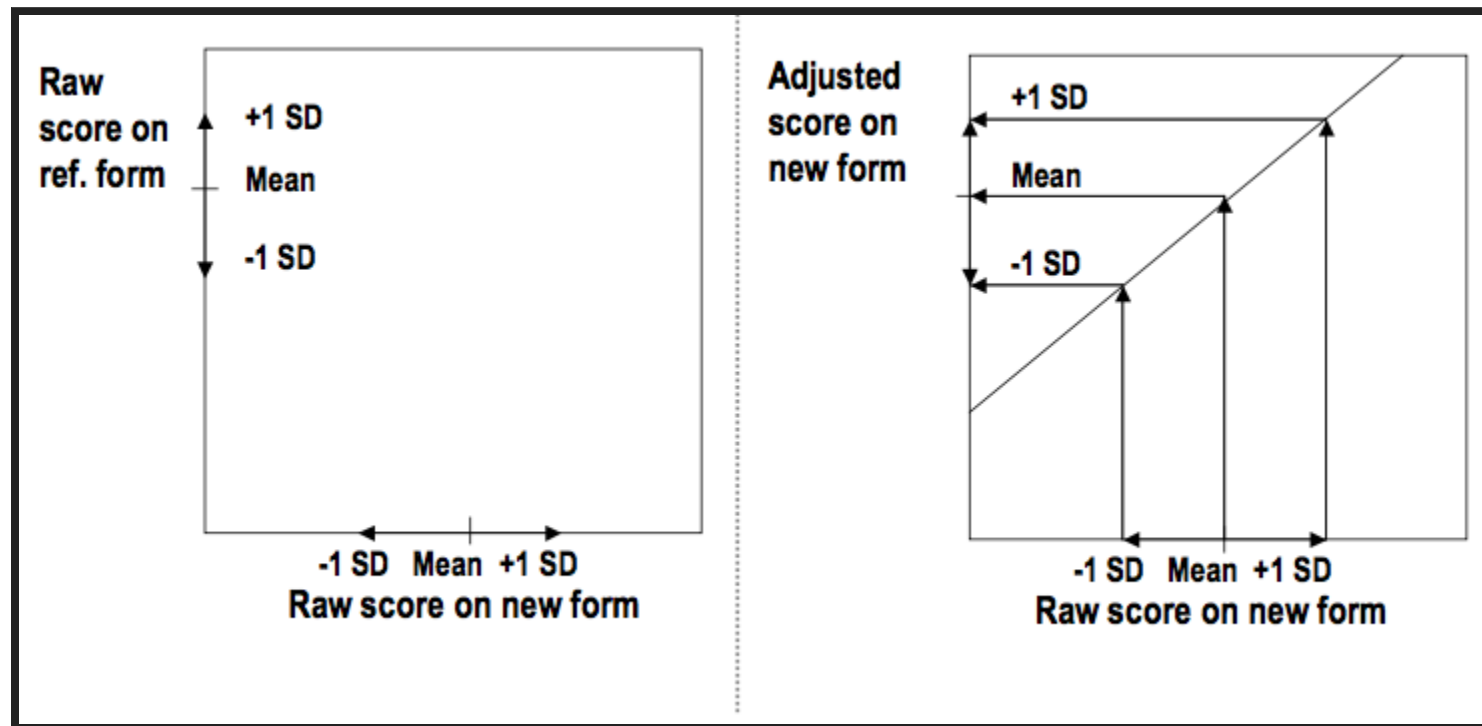 Raw
score on
ref. form
+1 SD
Mean
-1 SD
-1 SD Mean +1 SD
Raw score on new form
Adjusted
score on
new form
+1 SD
Mean
-1 SD
-1 SD Mean +1 SD
Raw score on new form